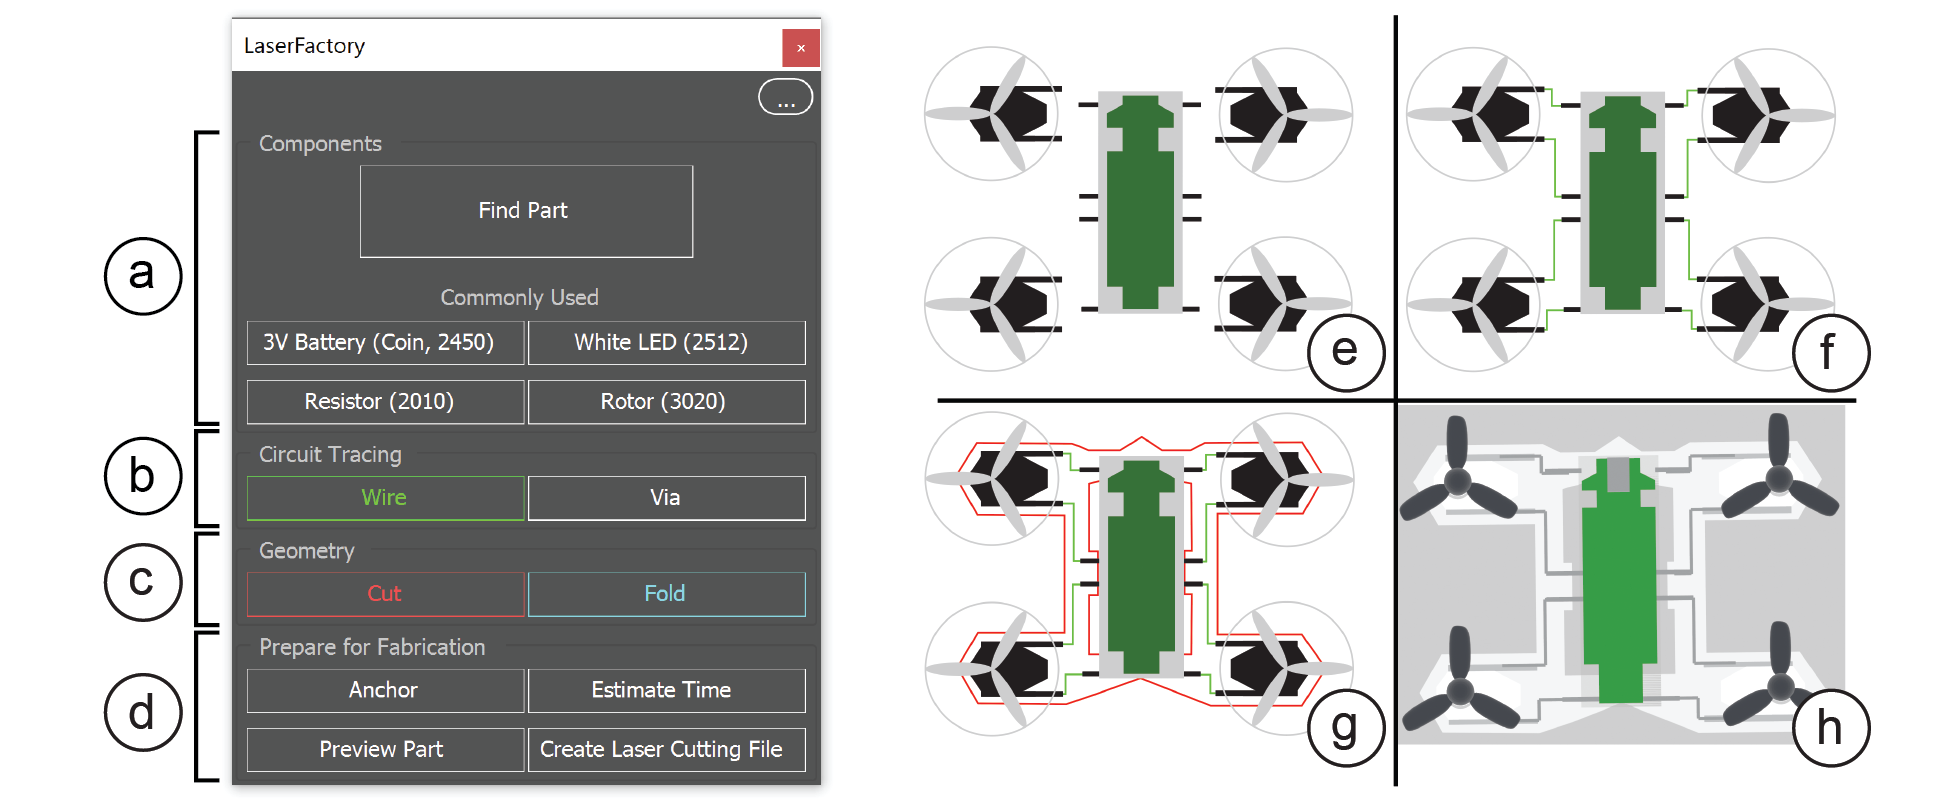 LaserFactory
x
...
Components
Find Part
Commonly Used
3V Battery (Coin, 2450)
White LED (2512)
Resistor (2010)
Rotor (3020)
Circuit Tracing
Wire
Via
Geometry
Cut
Fold
Prepare for Fabrication
Anchor
Estimate Time
Preview Part
Create Laser Cutting File
a
b
c
d
e
f
g
h